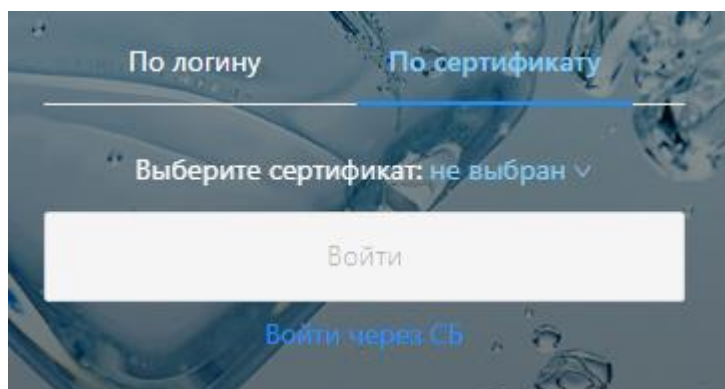 По логину По сертификату
Выберите сертификат: не выбран
Войти
Войти через СБ